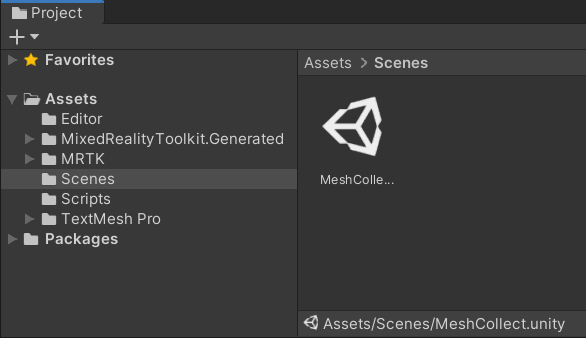 Project
+
Favorites
Assets
Editor
MixedRealityToolkit.Generated
MRTK
Scenes
Scripts
TextMesh Pro
Packages
Assets > Scenes
MeshColle...
Assets/Scenes/MeshCollect.unity